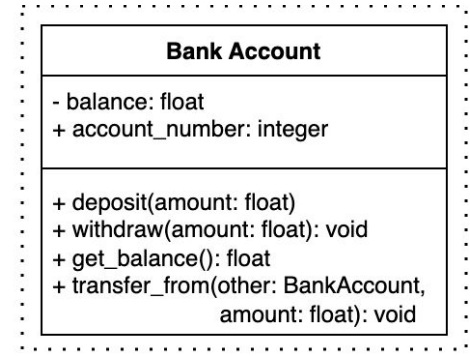 Bank Account
- balance: float
+ account_number: integer
+ deposit(amount: float)
+ withdraw(amount: float): void
+ get_balance(): float
+ transfer_from(other: BankAccount,
amount: float): void